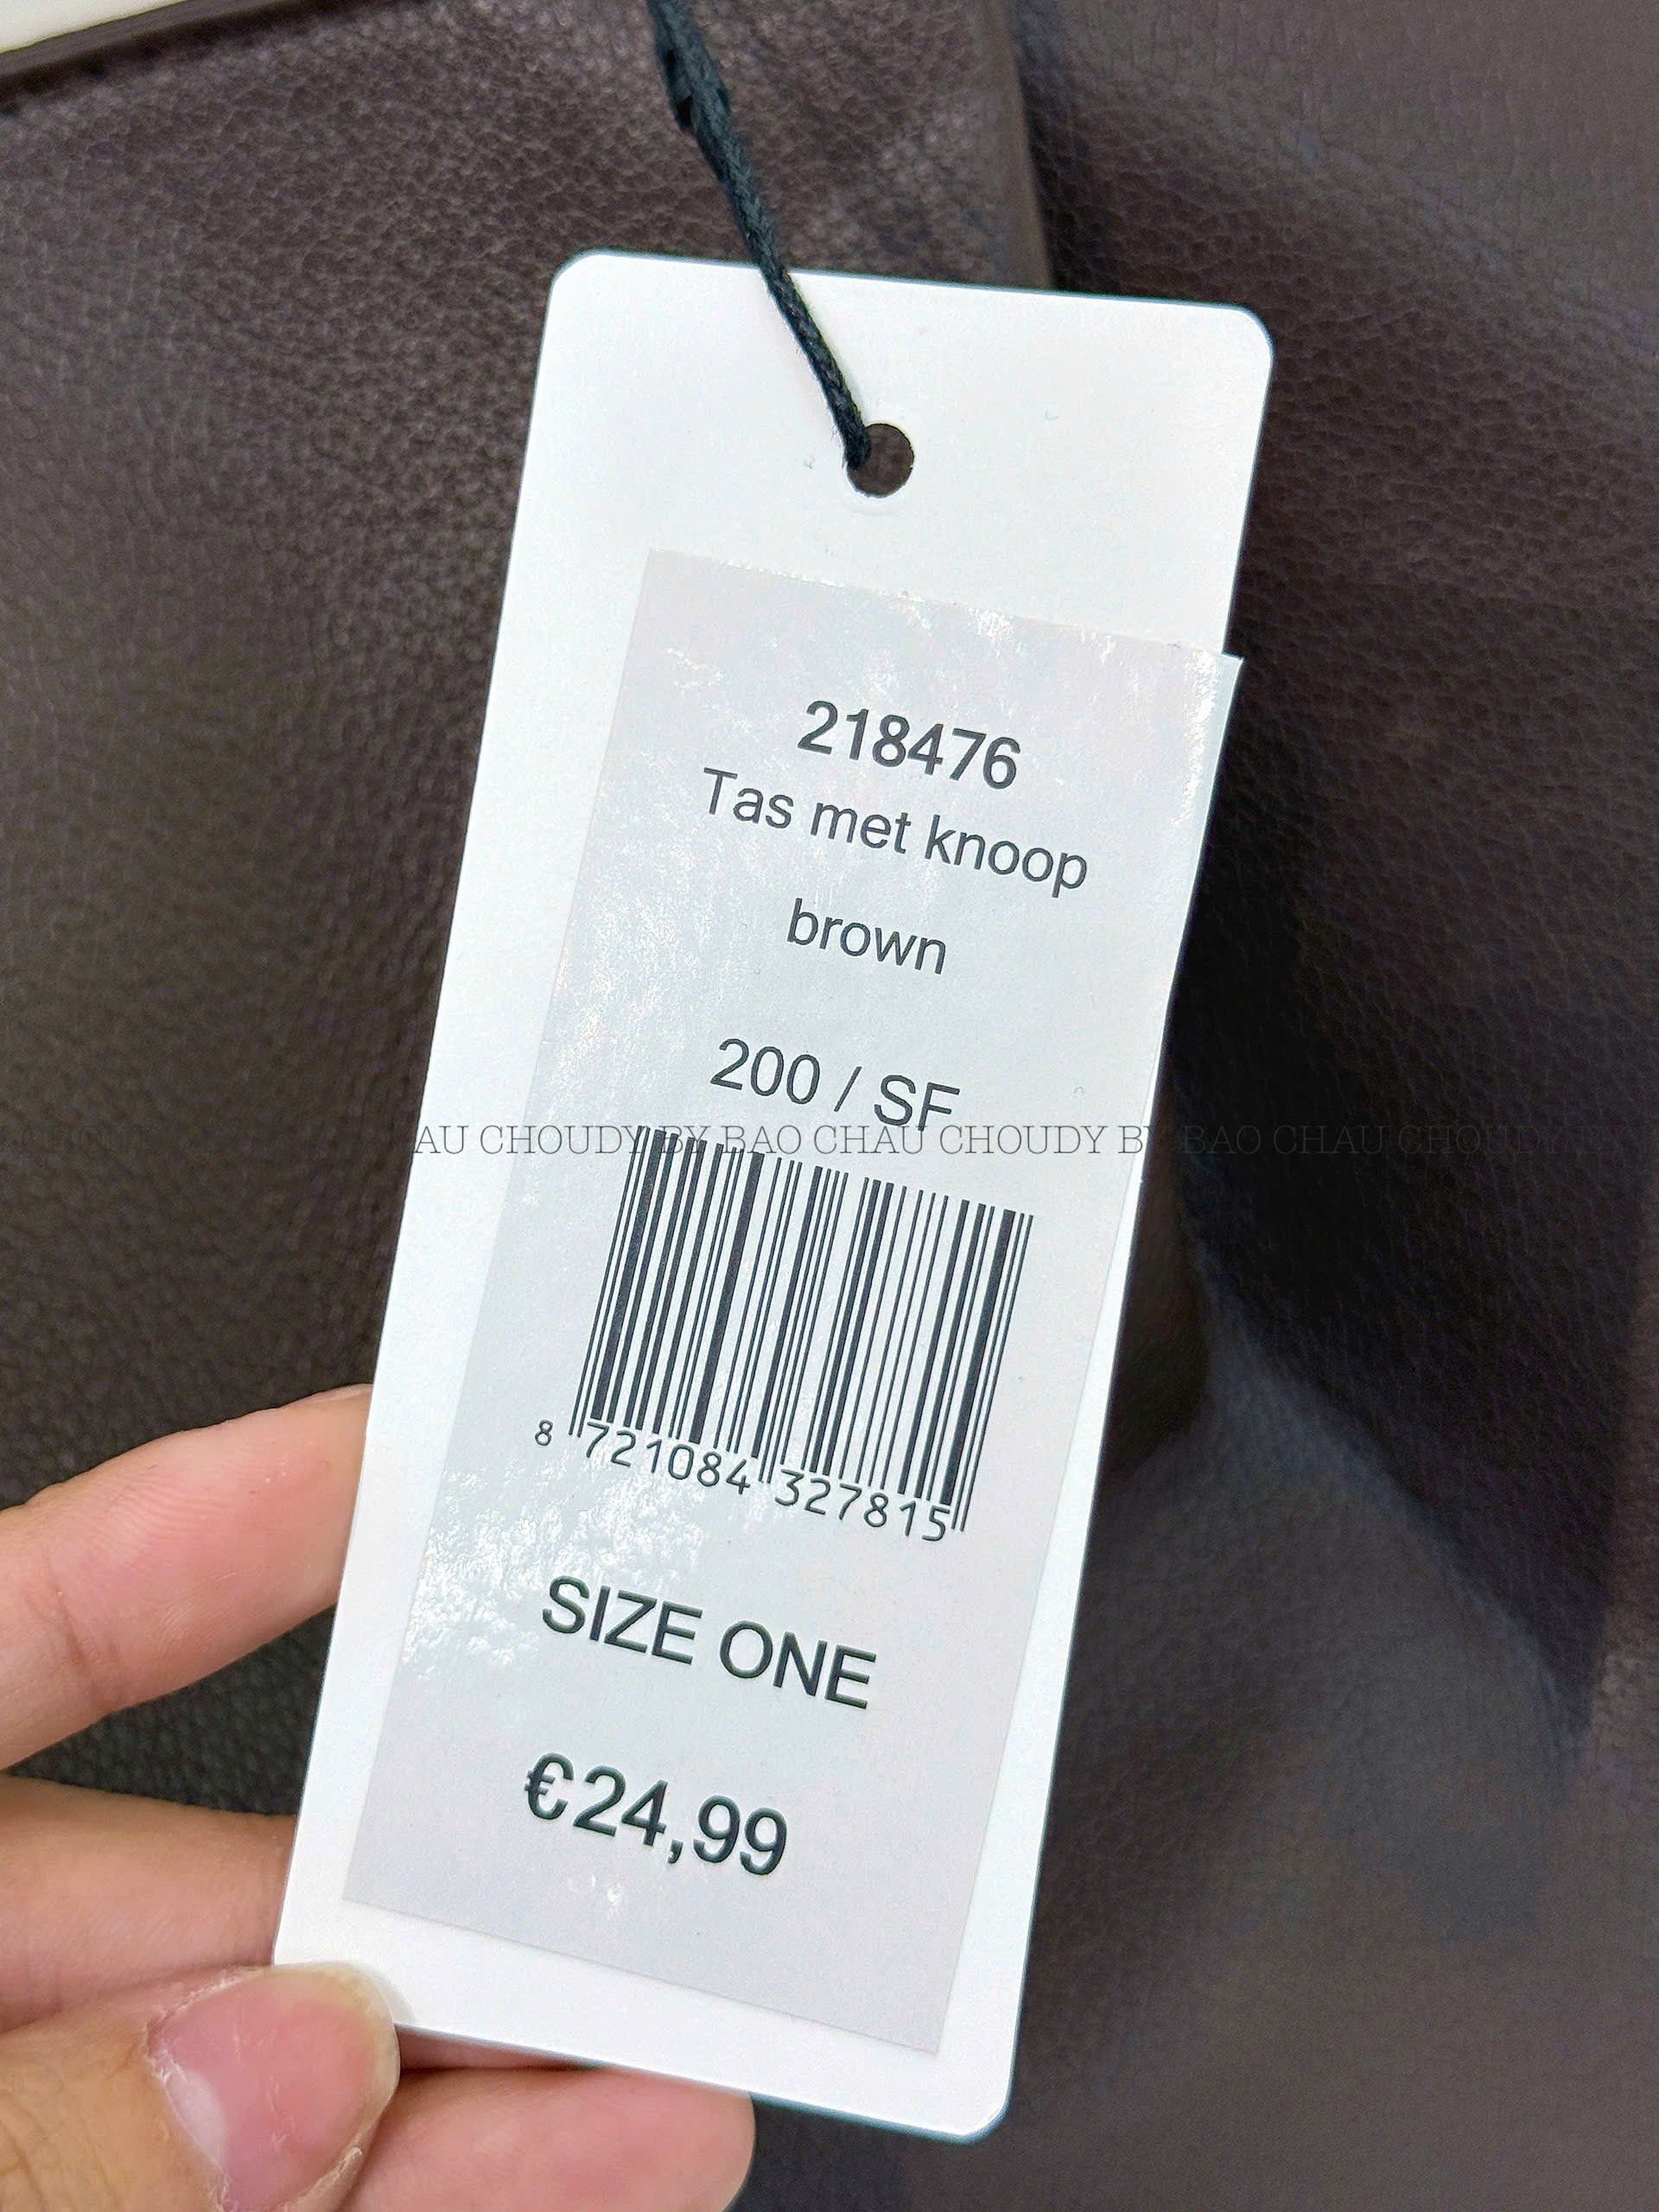 218476
Tas met knoop
brown
200 / SF
AU CHOUDY BY BAO CHAU CHOUDY BY BAO CHAU CHOUDY
8 721084 327815
SIZE ONE
€24,99